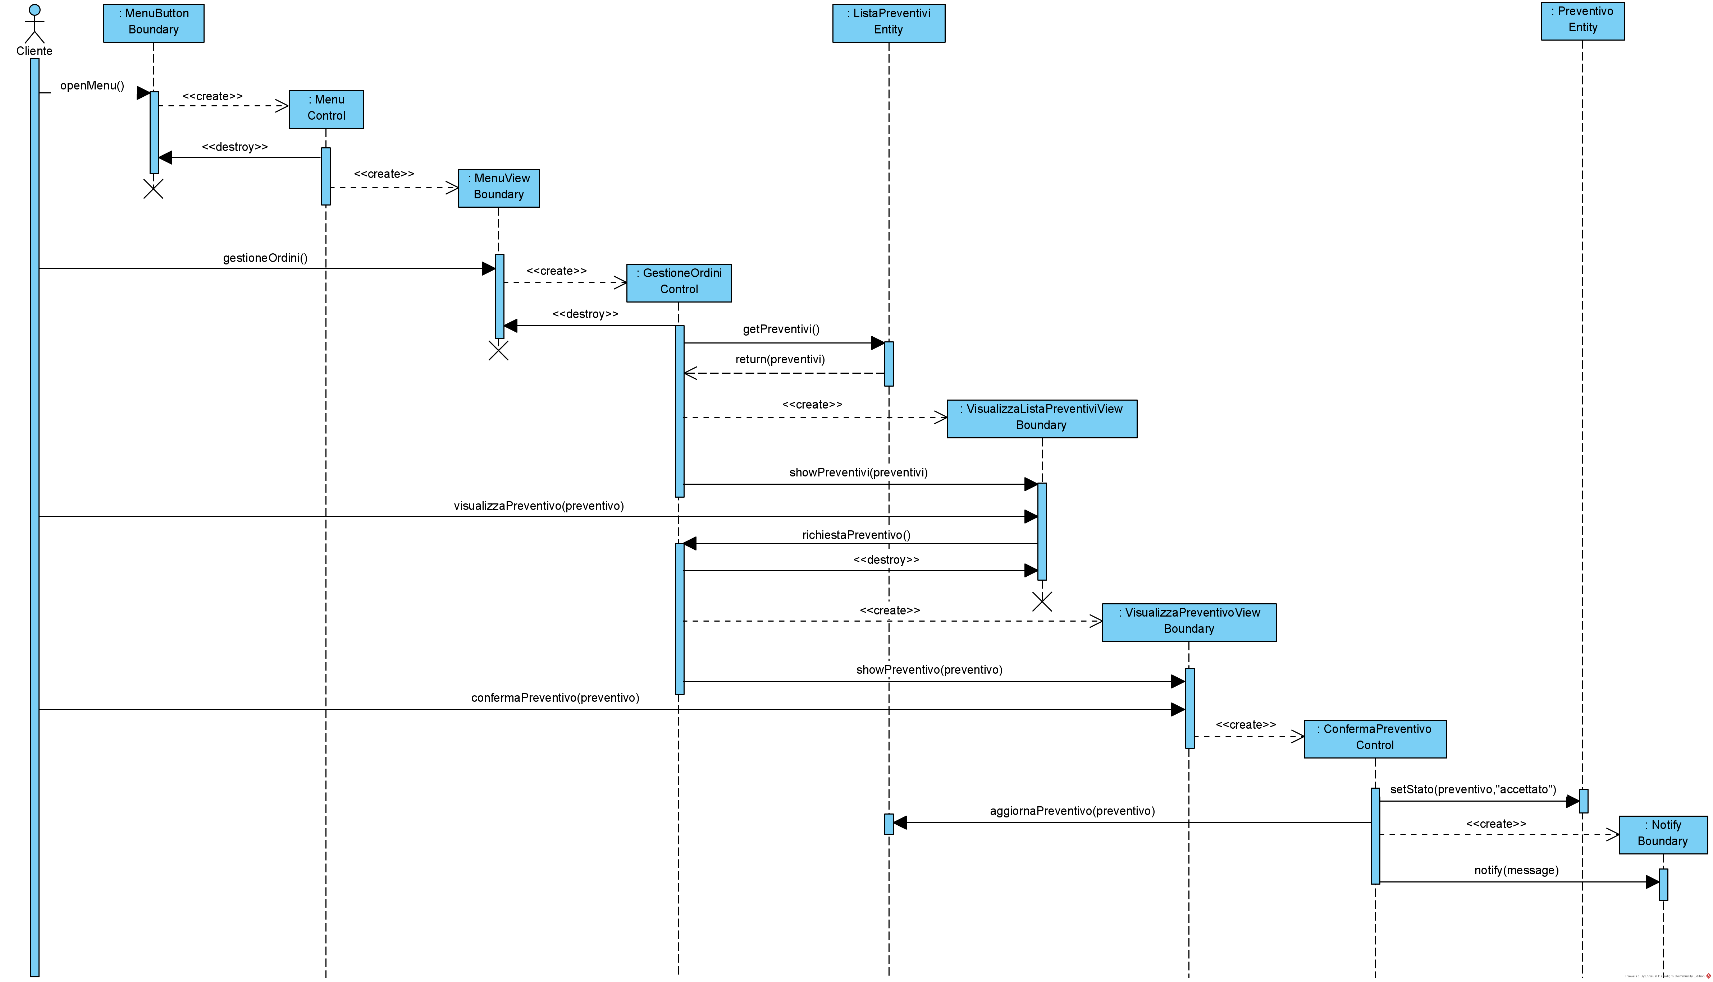 : MenuButton
Boundary
: ListaPreventivi
Entity
: Preventivo
Entity
Cliente
openMenu()
<<create>>
: Menu
Control
<<destroy>>
<<create>>
: MenuView
Boundary
gestioneOrdini()
<<create>>
: GestioneOrdini
Control
<<destroy>>
getPreventivi()
return(preventivi)
<<create>>
: VisualizzaListaPreventiviView
Boundary
showPreventivi(preventivi)
visualizzaPreventivo(preventivo)
richiestaPreventivo()
<<destroy>>
<<create>>
: VisualizzaPreventivoView
Boundary
showPreventivo(preventivo)
confermaPreventivo(preventivo)
<<create>>
: ConfermaPreventivo
Control
setStato(preventivo,"accettato")
aggiornaPreventivo(preventivo)
<<create>>
: Notify
Boundary
notify(message)